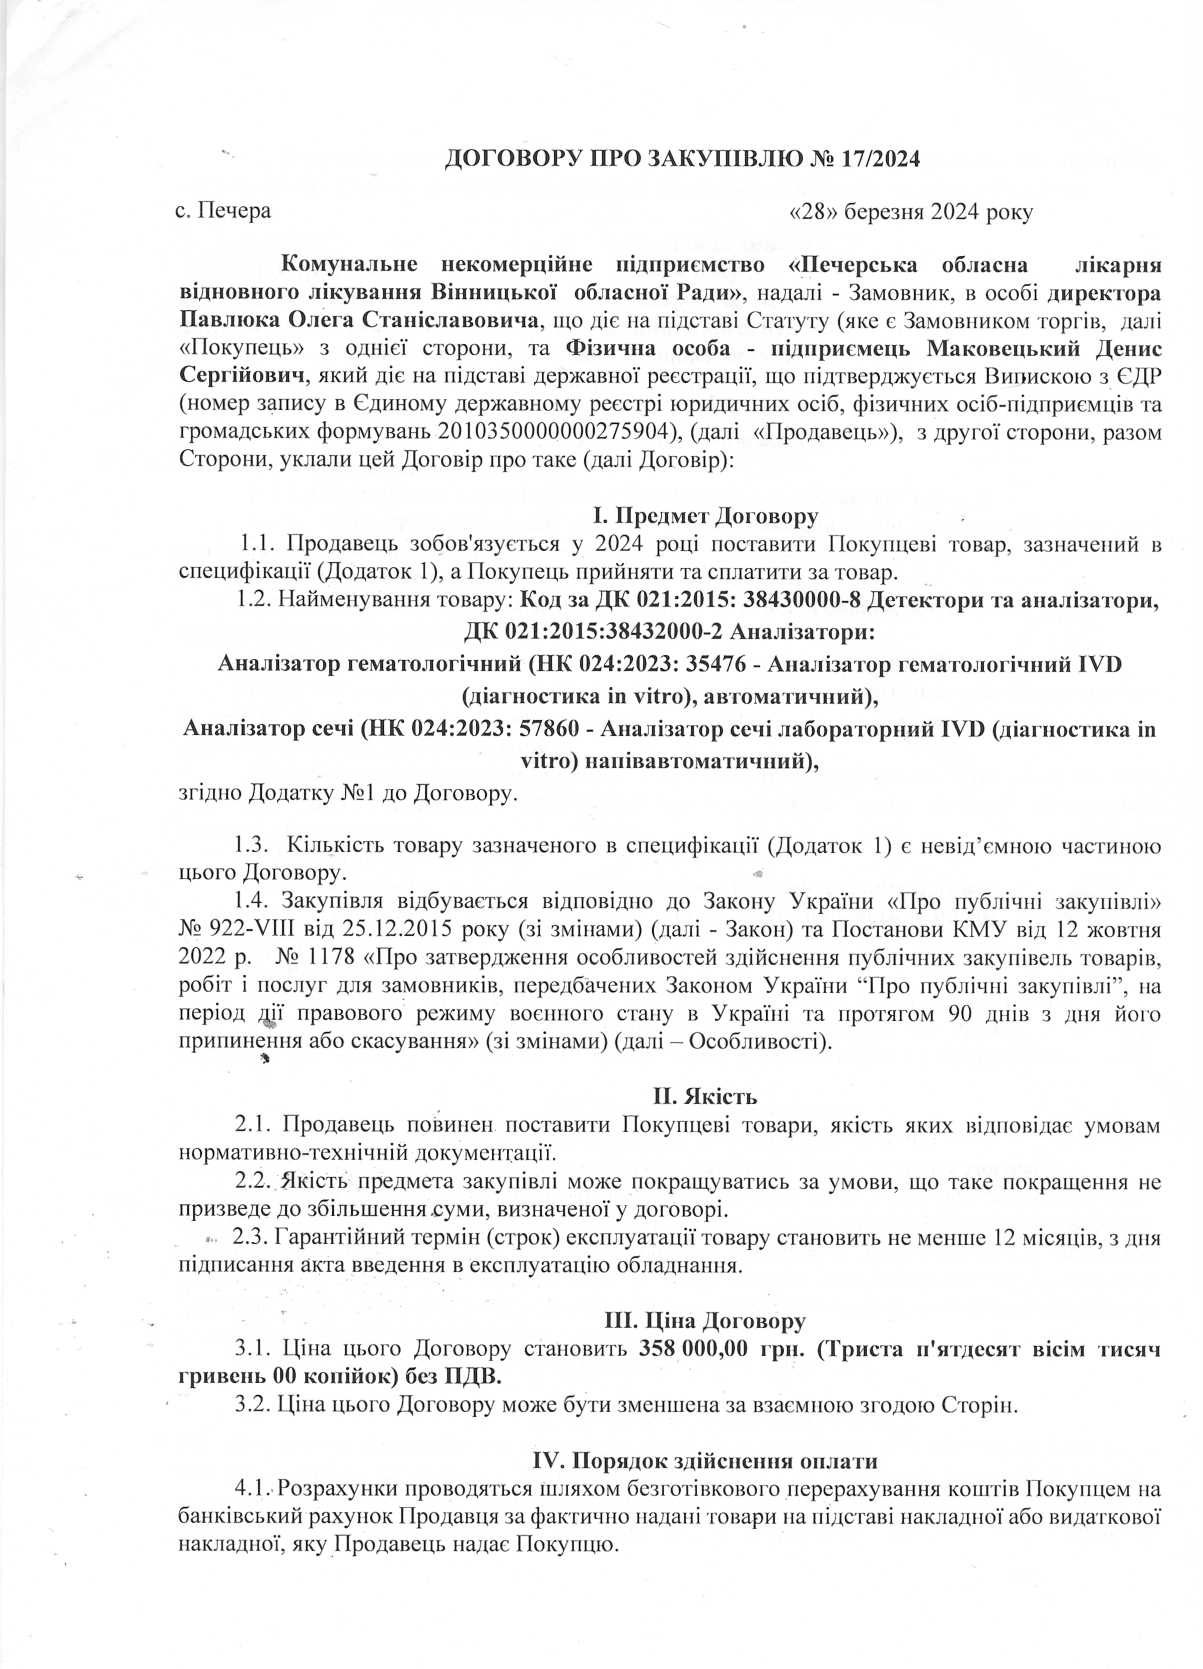 ДОГОВОРУ ПРО ЗАКУПІВЛЮ № 17/2024
с. Печера «28» березня 2024 року
Комунальне некомерційне підприємство «Печерська обласна лікарня
відновного лікування Вінницької обласної Ради», надалі - Замовник, в особі директора
Павлюка Олега Станіславовича, що діє на підставі Статуту (яке є Замовником торгів, далі
«Покупець» з однієї сторони, та Фізична особа - підприємець Маковецький Денис
Сергійович, який діє на підставі державної реєстрації, що підтверджується Випискою з ЄДР
(номер запису в Єдиному державному реєстрі юридичних осіб, фізичних осіб-підприємців та
громадських формувань 2010350000000275904), (далі «Продавець»), з другої сторони, разом
Сторони, уклали цей Договір про таке (далі Договір):
І. Предмет Договору
1.1. Продавець зобов'язується у 2024 році поставити Покупцеві товар, зазначений в
специфікації (Додаток 1), а Покупець прийняти та сплатити за товар.
1.2. Найменування товару: Код за ДК 021:2015: 38430000-8 Детектори та аналізатори,
ДК 021:2015:38432000-2 Аналізатори:
Аналізатор гематологічний (НК 024:2023: 35476 - Аналізатор гематологічний IVD
(діагностика in vitro), автоматичний),
Аналізатор сечі (НК 024:2023: 57860 - Аналізатор сечі лабораторний IVD (діагностика in
vitro) напівавтоматичний),
згідно Додатку №1 до Договору.
1.3. Кількість товару зазначеного в специфікації (Додаток 1) є невід’ємною частиною
цього Договору.
1.4. Закупівля відбувається відповідно до Закону України «Про публічні закупівлі»
№ 922-VIII від 25.12.2015 року (зі змінами) (далі - Закон) та Постанови КМУ від 12 жовтня
2022 р. № 1178 «Про затвердження особливостей здійснення публічних закупівель товарів,
робіт і послуг для замовників, передбачених Законом України “Про публічні закупівлі”, на
період дії правового режиму воєнного стану в Україні та протягом 90 днів з дня його
припинення або скасування» (зі змінами) (далі – Особливості).
ІІ. Якість
2.1. Продавець повинен поставити Покупцеві товари, якість яких відповідає умовам
нормативно-технічній документації.
2.2. Якість предмета закупівлі може покращуватись за умови, що таке покращення не
призведе до збільшення суми, визначеної у договорі.
2.3. Гарантійний термін (строк) експлуатації товару становить не менше 12 місяців, з дня
підписання акта введення в експлуатацію обладнання.
ІІІ. Ціна Договору
3.1. Ціна цього Договору становить 358 000,00 грн. (Триста п'ятдесят вісім тисяч
гривень 00 копійок) без ПДВ.
3.2. Ціна цього Договору може бути зменшена за взаємною згодою Сторін.
IV. Порядок здійснення оплати
4.1. Розрахунки проводяться шляхом безготівкового перерахування коштів Покупцем на
банківський рахунок Продавця за фактично надані товари на підставі накладної або видаткової
накладної, яку Продавець надає Покупцю.